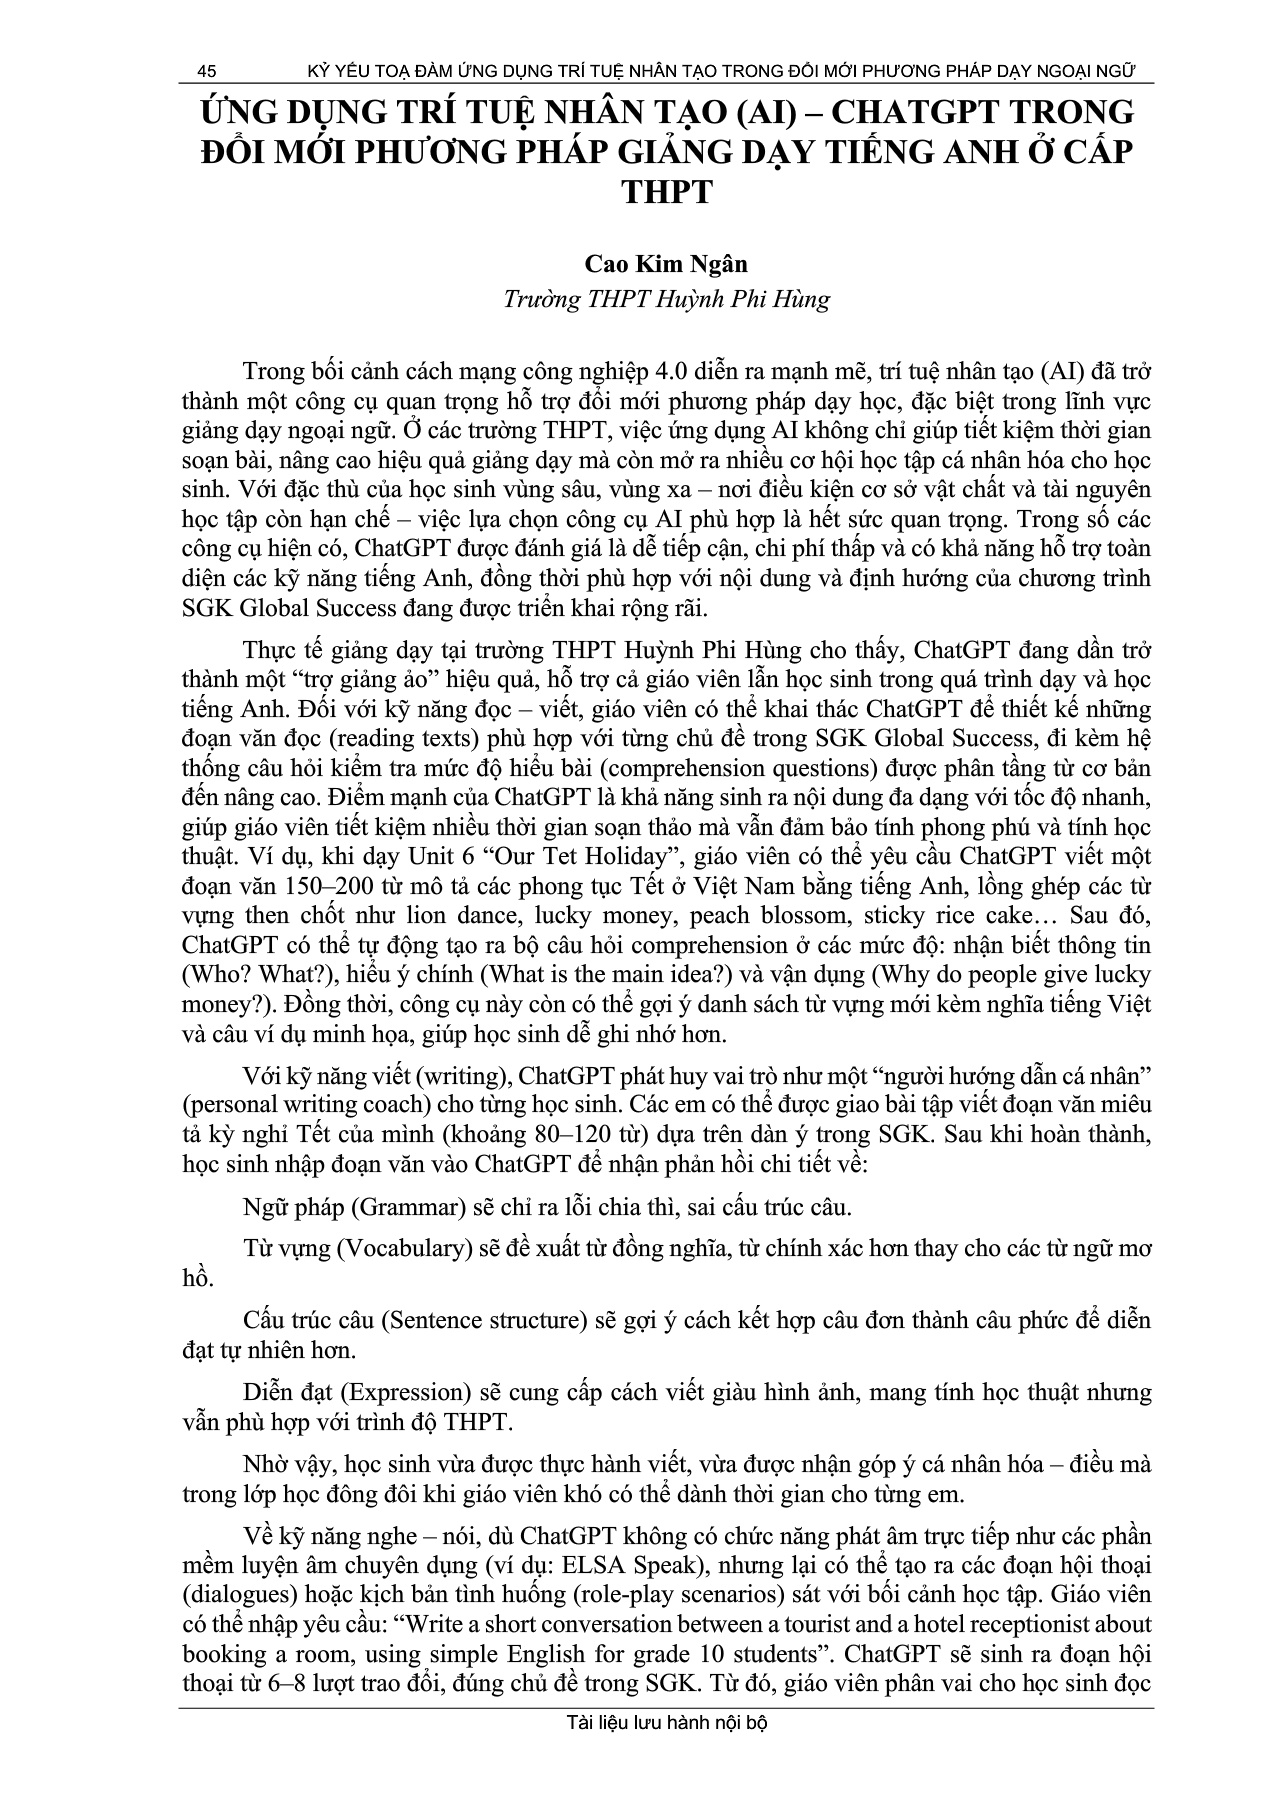 45 KỶ YẾU TOẠ ĐÀM ỨNG DỤNG TRÍ TUỆ NHÂN TẠO TRONG ĐỔI MỚI PHƯƠNG PHÁP DẠY NGOẠI NGỮ
ỨNG DỤNG TRÍ TUỆ NHÂN TẠO (AI) – CHATGPT TRONG
ĐỔI MỚI PHƯƠNG PHÁP GIẢNG DẠY TIẾNG ANH Ở CẤP
THPT
Cao Kim Ngân
Trường THPT Huỳnh Phi Hùng
Trong bối cảnh cách mạng công nghiệp 4.0 diễn ra mạnh mẽ, trí tuệ nhân tạo (AI) đã trở
thành một công cụ quan trọng hỗ trợ đổi mới phương pháp dạy học, đặc biệt trong lĩnh vực
giảng dạy ngoại ngữ. Ở các trường THPT, việc ứng dụng AI không chỉ giúp tiết kiệm thời gian
soạn bài, nâng cao hiệu quả giảng dạy mà còn mở ra nhiều cơ hội học tập cá nhân hóa cho học
sinh. Với đặc thù của học sinh vùng sâu, vùng xa – nơi điều kiện cơ sở vật chất và tài nguyên
học tập còn hạn chế – việc lựa chọn công cụ AI phù hợp là hết sức quan trọng. Trong số các
công cụ hiện có, ChatGPT được đánh giá là dễ tiếp cận, chi phí thấp và có khả năng hỗ trợ toàn
diện các kỹ năng tiếng Anh, đồng thời phù hợp với nội dung và định hướng của chương trình
SGK Global Success đang được triển khai rộng rãi.
Thực tế giảng dạy tại trường THPT Huỳnh Phi Hùng cho thấy, ChatGPT đang dần trở
thành một “trợ giảng ảo” hiệu quả, hỗ trợ cả giáo viên lẫn học sinh trong quá trình dạy và học
tiếng Anh. Đối với kỹ năng đọc – viết, giáo viên có thể khai thác ChatGPT để thiết kế những
đoạn văn đọc (reading texts) phù hợp với từng chủ đề trong SGK Global Success, đi kèm hệ
thống câu hỏi kiểm tra mức độ hiểu bài (comprehension questions) được phân tầng từ cơ bản
đến nâng cao. Điểm mạnh của ChatGPT là khả năng sinh ra nội dung đa dạng với tốc độ nhanh,
giúp giáo viên tiết kiệm nhiều thời gian soạn thảo mà vẫn đảm bảo tính phong phú và tính học
thuật. Ví dụ, khi dạy Unit 6 “Our Tet Holiday”, giáo viên có thể yêu cầu ChatGPT viết một
đoạn văn 150–200 từ mô tả các phong tục Tết ở Việt Nam bằng tiếng Anh, lồng ghép các từ
vựng then chốt như lion dance, lucky money, peach blossom, sticky rice cake… Sau đó,
ChatGPT có thể tự động tạo ra bộ câu hỏi comprehension ở các mức độ: nhận biết thông tin
(Who? What?), hiểu ý chính (What is the main idea?) và vận dụng (Why do people give lucky
money?). Đồng thời, công cụ này còn có thể gợi ý danh sách từ vựng mới kèm nghĩa tiếng Việt
và câu ví dụ minh họa, giúp học sinh dễ ghi nhớ hơn.
Với kỹ năng viết (writing), ChatGPT phát huy vai trò như một “người hướng dẫn cá nhân”
(personal writing coach) cho từng học sinh. Các em có thể được giao bài tập viết đoạn văn miêu
tả kỳ nghỉ Tết của mình (khoảng 80–120 từ) dựa trên dàn ý trong SGK. Sau khi hoàn thành,
học sinh nhập đoạn văn vào ChatGPT để nhận phản hồi chi tiết về:
Ngữ pháp (Grammar) sẽ chỉ ra lỗi chia thì, sai cấu trúc câu.
Từ vựng (Vocabulary) sẽ đề xuất từ đồng nghĩa, từ chính xác hơn thay cho các từ ngữ mơ
hồ.
Cấu trúc câu (Sentence structure) sẽ gợi ý cách kết hợp câu đơn thành câu phức để diễn
đạt tự nhiên hơn.
Diễn đạt (Expression) sẽ cung cấp cách viết giàu hình ảnh, mang tính học thuật nhưng
vẫn phù hợp với trình độ THPT.
Nhờ vậy, học sinh vừa được thực hành viết, vừa được nhận góp ý cá nhân hóa – điều mà
trong lớp học đông đôi khi giáo viên khó có thể dành thời gian cho từng em.
Về kỹ năng nghe – nói, dù ChatGPT không có chức năng phát âm trực tiếp như các phần
mềm luyện âm chuyên dụng (ví dụ: ELSA Speak), nhưng lại có thể tạo ra các đoạn hội thoại
(dialogues) hoặc kịch bản tình huống (role-play scenarios) sát với bối cảnh học tập. Giáo viên
có thể nhập yêu cầu: “Write a short conversation between a tourist and a hotel receptionist about
booking a room, using simple English for grade 10 students”. ChatGPT sẽ sinh ra đoạn hội
thoại từ 6–8 lượt trao đổi, đúng chủ đề trong SGK. Từ đó, giáo viên phân vai cho học sinh đọc
Tài liệu lưu hành nội bộ